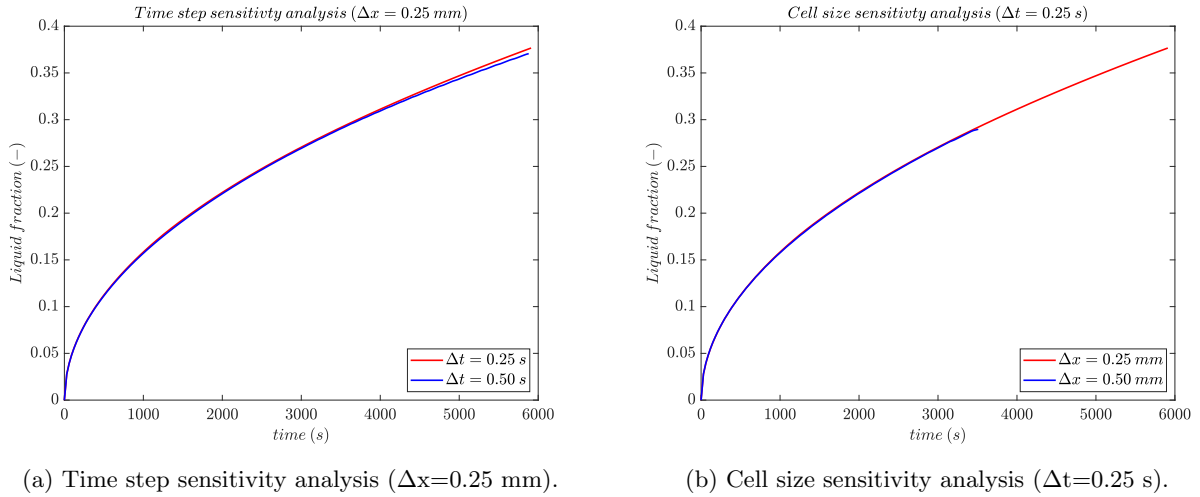 Time step sensitivty analysis (Δx = 0.25 mm)
0.4
0.35
0.3
0.25
0.2
0.15
0.1
0.05
0
Liquid fraction (−)
Δt = 0.25 s
Δt = 0.50 s
0 1000 2000 3000 4000 5000 6000
time (s)
(a) Time step sensitivity analysis (Δx=0.25 mm).
Cell size sensitivty analysis (Δt = 0.25 s)
0.4
0.35
0.3
0.25
0.2
0.15
0.1
0.05
0
Liquid fraction (−)
Δx = 0.25 mm
Δx = 0.50 mm
0 1000 2000 3000 4000 5000 6000
time (s)
(b) Cell size sensitivity analysis (Δt=0.25 s).